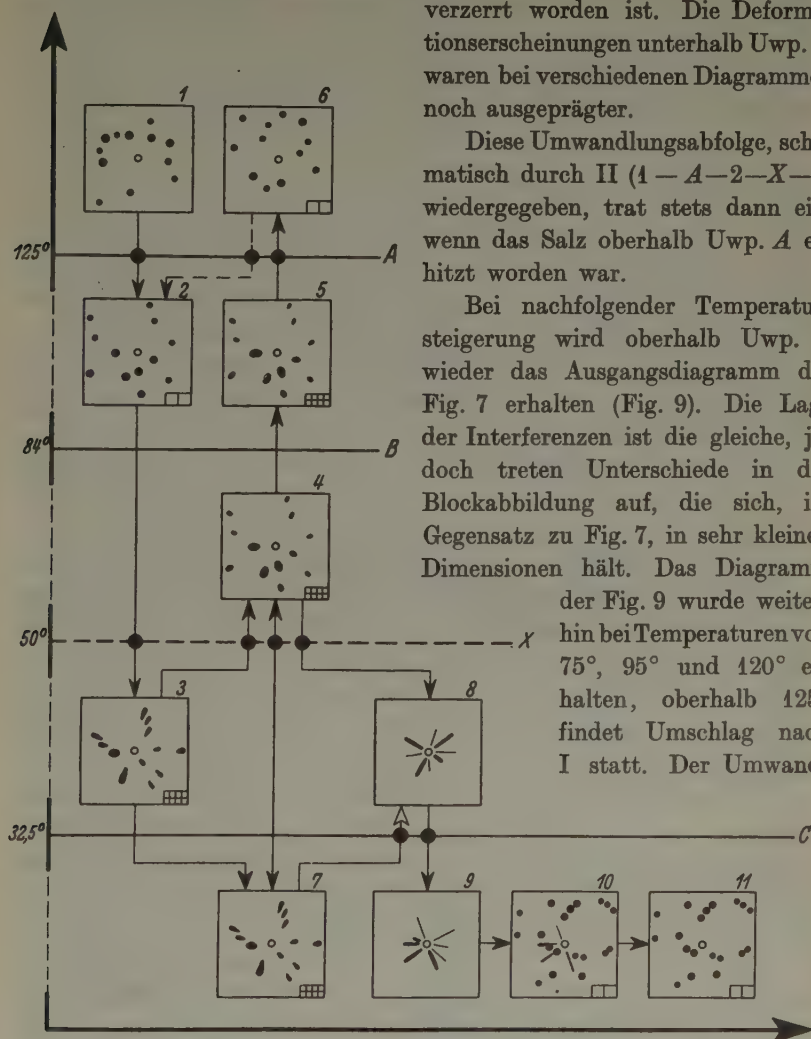 verzerrt worden ist. Die Deform
tionserscheinungen unterhalb Uwp.
waren bei verschiedenen Diagramme
noch ausgeprägter.
Diese Umwandlungsabfolge, sch
matisch durch II (1 — A—2—X—
wiedergegeben, trat stets dann ei
wenn das Salz oberhalb Uwp. A e
hitzt worden war.
Bei nachfolgender Temperatu
steigerung wird oberhalb Uwp.
wieder das Ausgangsdiagramm d
Fig. 7 erhalten (Fig. 9). Die Lag
der Interferenzen ist die gleiche, j
doch treten Unterschiede in d
Blockabbildung auf, die sich, i
Gegensatz zu Fig. 7, in sehr kleine
Dimensionen hält. Das Diagram
der Fig. 9 wurde weite
hin bei Temperaturen vo
75°, 95° und 120° e
halten, oberhalb 125
findet Umschlag nac
I statt. Der Umwand
1
6
125°
A
2
5
84°
B
4
50°
X
3
8
32,5°
C
7
9
10
11